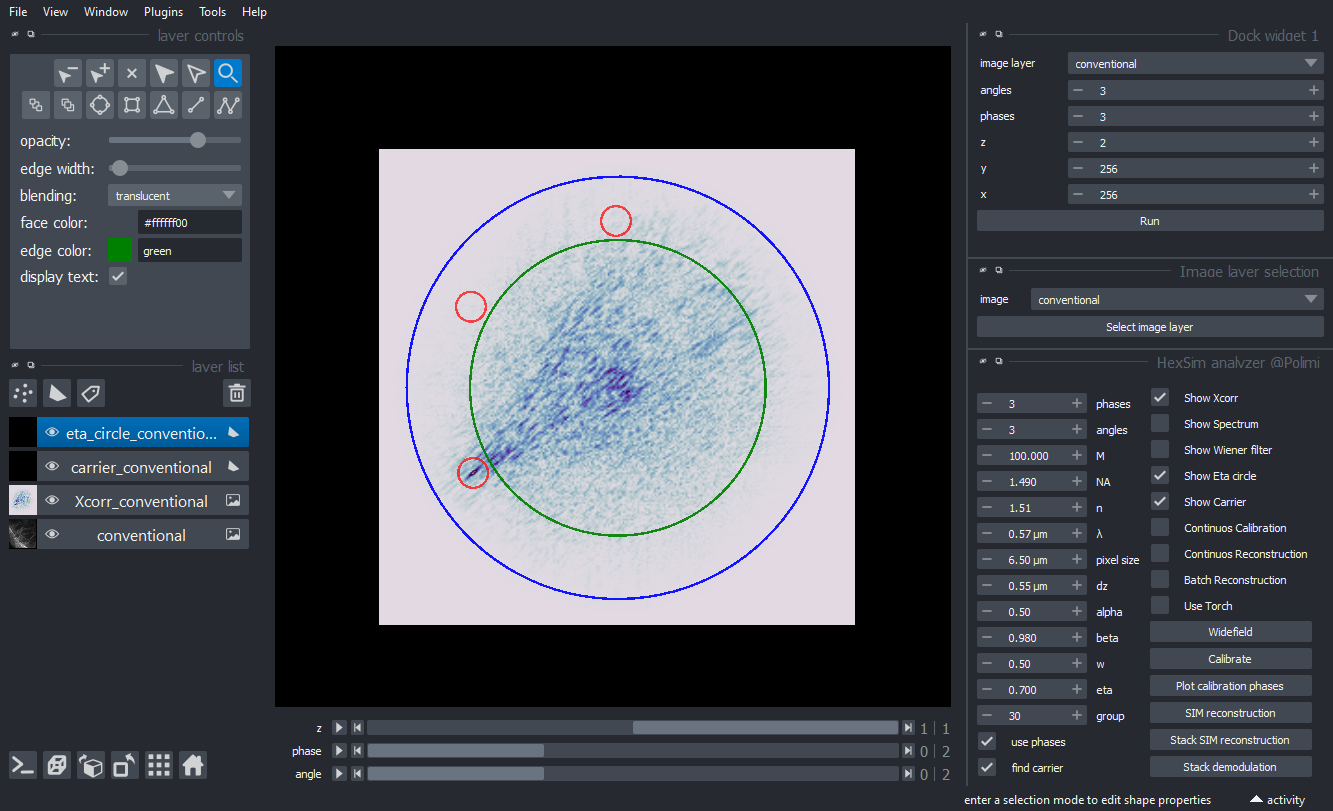 File View Window Plugins Tools Help
layer controls
opacity:
edge width:
blending: translucent
face color: #ffffff00
edge color: green
display text:
layer list
eta_circle_conventio...
carrier_conventional
Xcorr_conventional
conventional
z 1 | 1
phase 0 | 2
angle 0 | 2
Dock widget 1
image layer conventional
angles 3
phases 3
z 2
y 256
x 256
Run
Image layer selection
image conventional
Select image layer
HexSim analyzer @Polimi
3 phases
3 angles
100.000 M
1.490 NA
1.51 n
0.57 µm λ
6.50 µm pixel size
0.55 µm dz
0.50 alpha
0.980 beta
0.50 w
0.700 eta
30 group
use phases
find carrier
Show Xcorr
Show Spectrum
Show Wiener filter
Show Eta circle
Show Carrier
Continuos Calibration
Continuos Reconstruction
Batch Reconstruction
Use Torch
Widefield
Calibrate
Plot calibration phases
SIM reconstruction
Stack SIM reconstruction
Stack demodulation
enter a selection mode to edit shape properties
activity